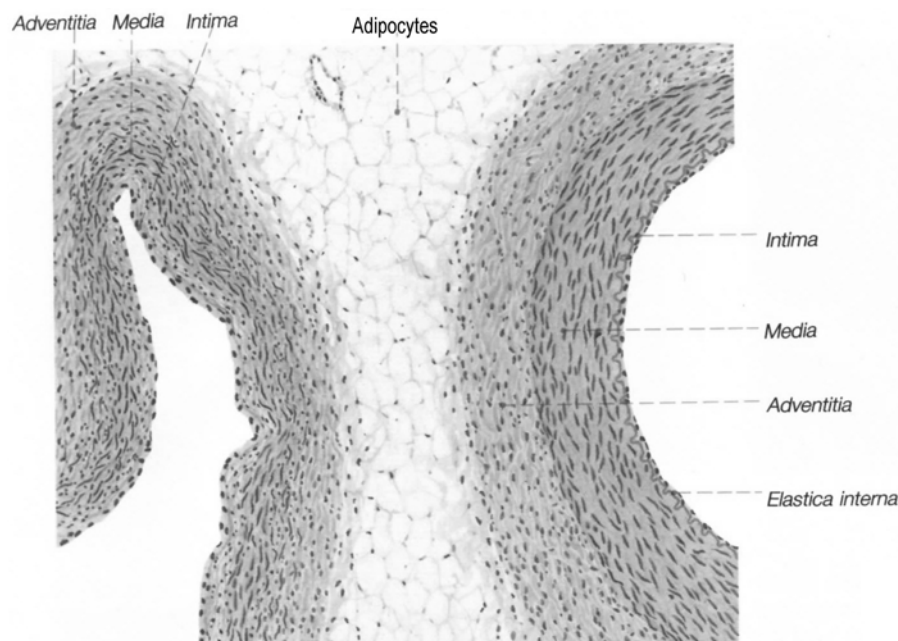 Adventitia Media Intima
Adipocytes
Intima
Media
Adventitia
Elastica interna